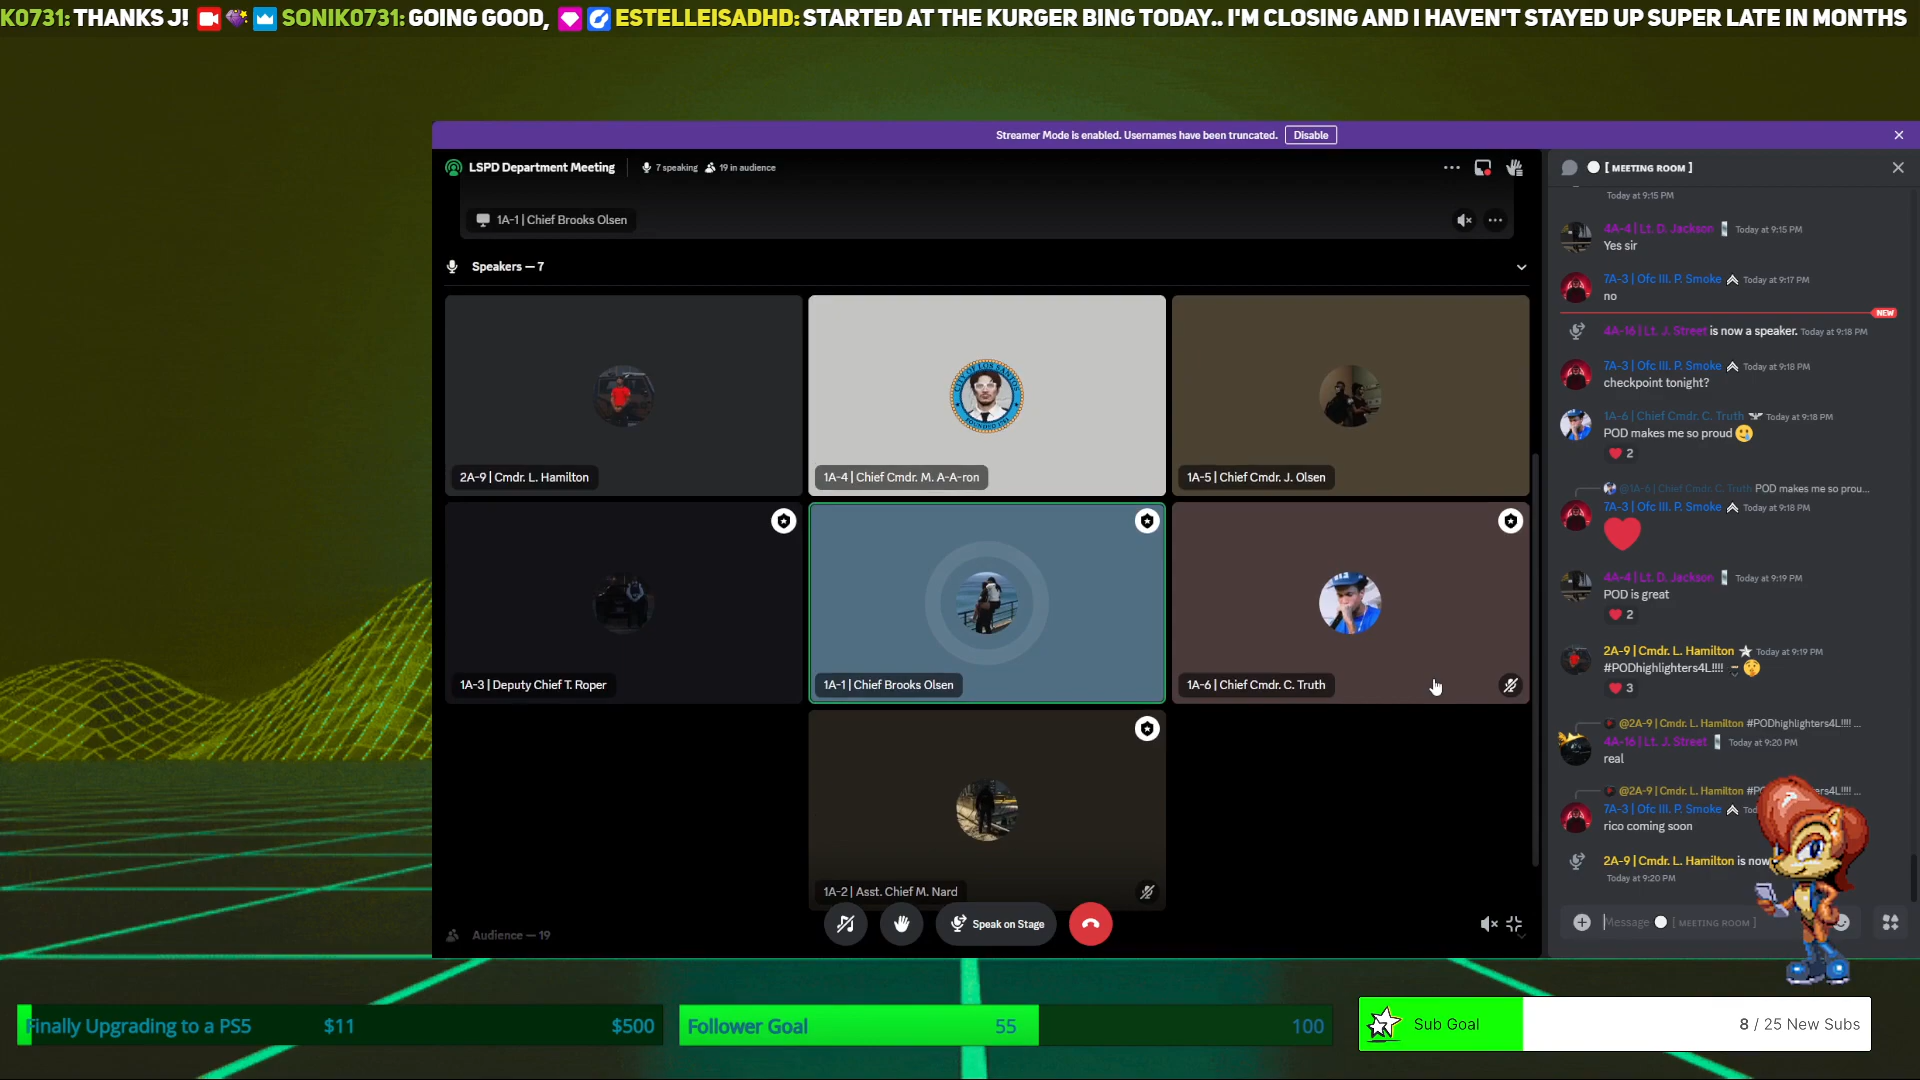 K0731: THANKS J! SONIK0731: GOING GOOD, ESTELLEISADHD: STARTED AT THE KURGER BING TODAY.. I'M CLOSING AND I HAVEN'T STAYED UP SUPER LATE IN MONTHS
Streamer Mode is enabled. Usernames have been truncated. Disable
LSPD Department Meeting 7 speaking 19 in audience
1A-1 | Chief Brooks Olsen
Speakers — 7
2A-9 | Cmdr. L. Hamilton
1A-4 | Chief Cmdr. M. A-A-ron
1A-5 | Chief Cmdr. J. Olsen
1A-3 | Deputy Chief T. Roper
1A-1 | Chief Brooks Olsen
1A-6 | Chief Cmdr. C. Truth
1A-2 | Asst. Chief M. Nard
Speak on Stage
Audience — 19
[ MEETING ROOM ]
Today at 9:15 PM
4A-4 | Lt. D. Jackson Today at 9:15 PM
Yes sir
7A-3 | Ofc III. P. Smoke Today at 9:17 PM
no
NEW
4A-16 | Lt. J. Street is now a speaker. Today at 9:18 PM
7A-3 | Ofc III. P. Smoke Today at 9:18 PM
checkpoint tonight?
1A-6 | Chief Cmdr. C. Truth Today at 9:18 PM
POD makes me so proud 🥲
❤️ 2
@1A-6 | Chief Cmdr. C. Truth POD makes me so prou...
7A-3 | Ofc III. P. Smoke Today at 9:18 PM
4A-4 | Lt. D. Jackson Today at 9:19 PM
POD is great
❤️ 2
2A-9 | Cmdr. L. Hamilton Today at 9:19 PM
#PODhighlighters4L!!!!
❤️ 3
@2A-9 | Cmdr. L. Hamilton #PODhighlighters4L!!!! ...
4A-16 | Lt. J. Street Today at 9:20 PM
real
@2A-9 | Cmdr. L. Hamilton
7A-3 | Ofc III. P. Smoke
rico coming soon
2A-9 | Cmdr. L. Hamilton is now
Today at 9:20 PM
Message [ MEETING ROOM ]
Finally Upgrading to a PS5 $11 $500
Follower Goal 55 100
Sub Goal 8 / 25 New Subs